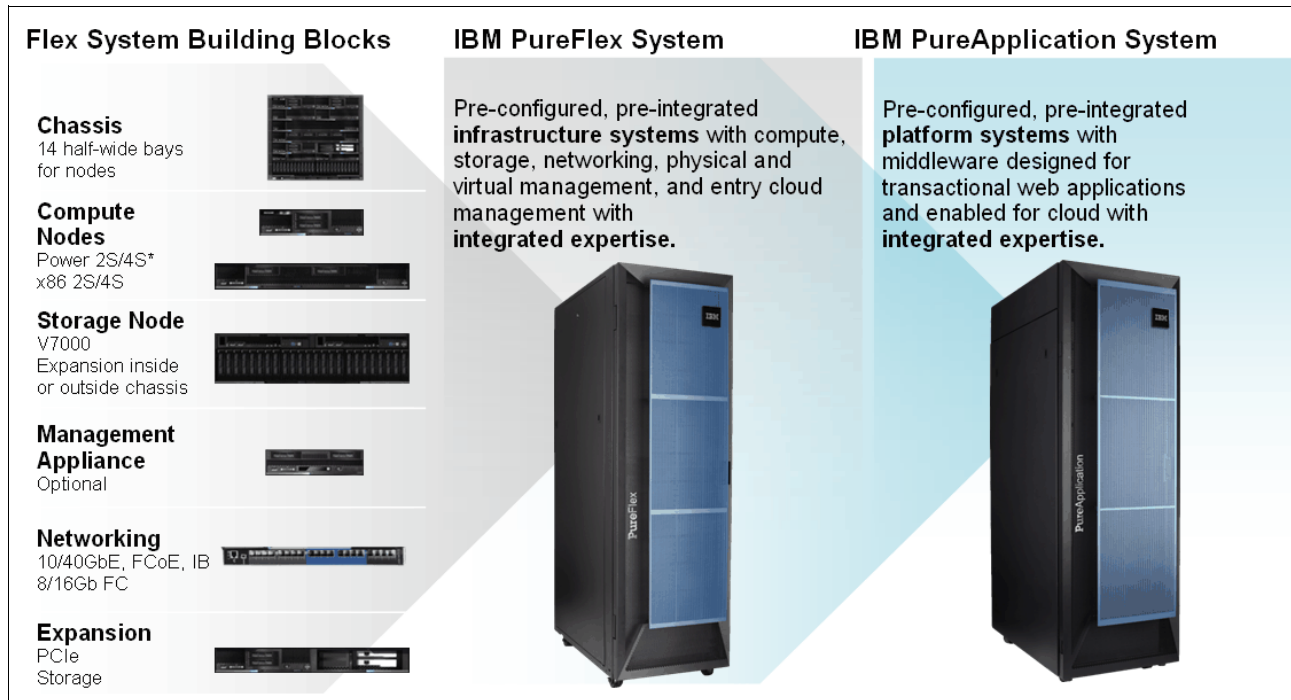 Flex System Building Blocks
Chassis
14 half-wide bays
for nodes
Compute
Nodes
Power 2S/4S*
x86 2S/4S
Storage Node
V7000
Expansion inside
or outside chassis
Management
Appliance
Optional
Networking
10/40GbE, FCoE, IB
8/16Gb FC
Expansion
PCIe
Storage
IBM PureFlex System
Pre-configured, pre-integrated
infrastructure systems with compute,
storage, networking, physical and
virtual management, and entry cloud
management with
integrated expertise.
IBM
PureFlex
IBM PureApplication System
Pre-configured, pre-integrated
platform systems with
middleware designed for
transactional web applications
and enabled for cloud with
integrated expertise.
IBM
PureApplication